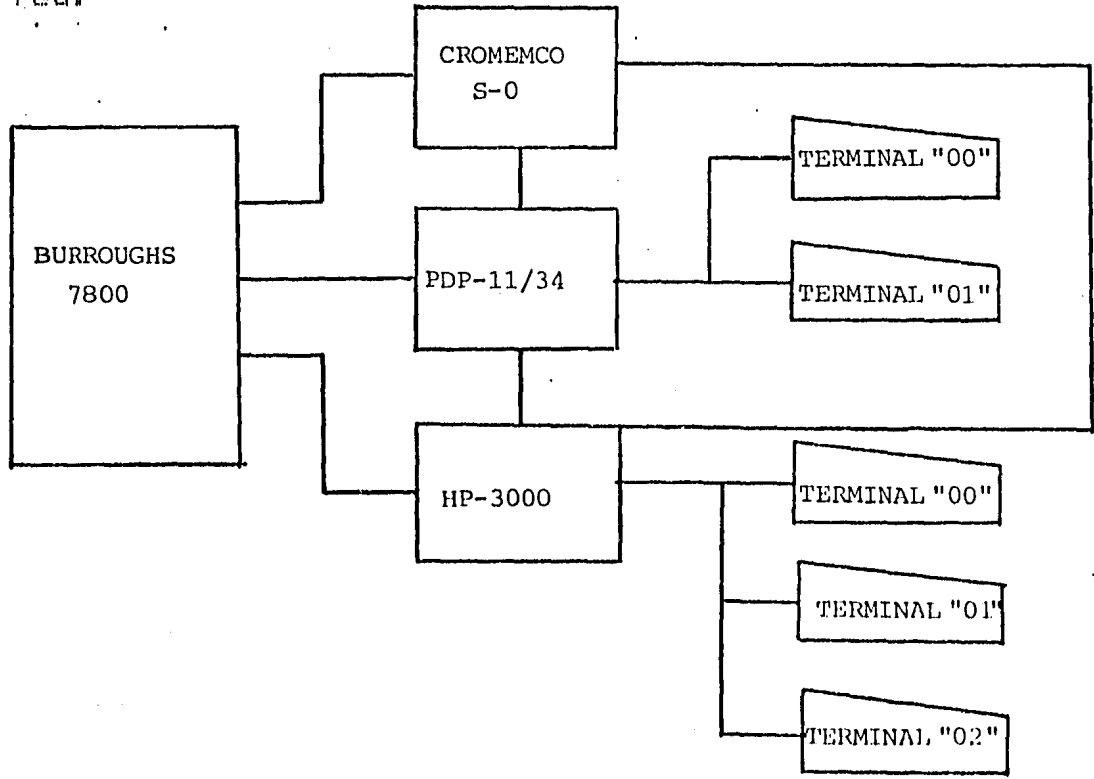 CROMEMCO
S-0
BURROUGHS
7800
PDP-11/34
TERMINAL "00"
TERMINAL "01"
HP-3000
TERMINAL "00"
TERMINAL "01"
TERMINAL "02"